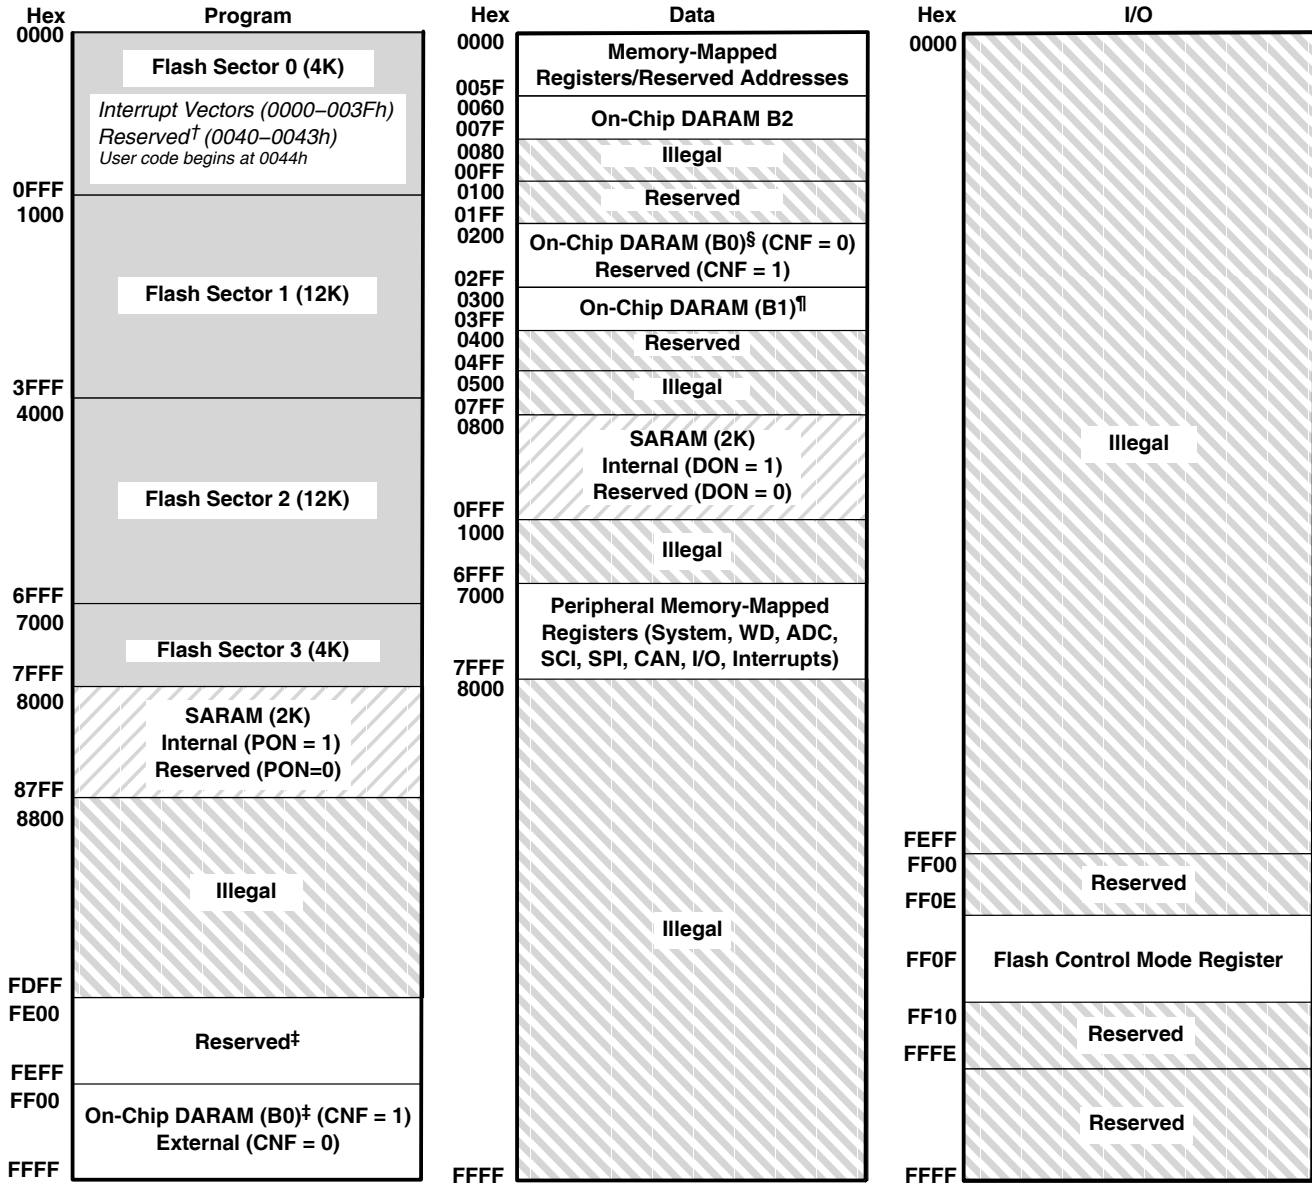 Hex Program
0000
Flash Sector 0 (4K)
Interrupt Vectors (0000–003Fh)
Reserved† (0040–0043h)
User code begins at 0044h
0FFF
1000
Flash Sector 1 (12K)
3FFF
4000
Flash Sector 2 (12K)
6FFF
7000
Flash Sector 3 (4K)
7FFF
8000
SARAM (2K)
Internal (PON = 1)
Reserved (PON=0)
87FF
8800
Illegal
FDFF
FE00
Reserved‡
FEFF
FF00
On-Chip DARAM (B0)‡ (CNF = 1)
External (CNF = 0)
FFFF
Hex Data
0000
Memory-Mapped
Registers/Reserved Addresses
005F
0060
On-Chip DARAM B2
007F
0080
Illegal
00FF
0100
Reserved
01FF
0200
On-Chip DARAM (B0)§ (CNF = 0)
Reserved (CNF = 1)
02FF
0300
On-Chip DARAM (B1)¶
03FF
0400
Reserved
04FF
0500
Illegal
07FF
0800
SARAM (2K)
Internal (DON = 1)
Reserved (DON = 0)
0FFF
1000
Illegal
6FFF
7000
Peripheral Memory-Mapped
Registers (System, WD, ADC,
SCI, SPI, CAN, I/O, Interrupts)
7FFF
8000
Illegal
FFFF
Hex I/O
0000
Illegal
FEFF
FF00
Reserved
FF0E
FF0F Flash Control Mode Register
FF10
Reserved
FFFE
Reserved
FFFF